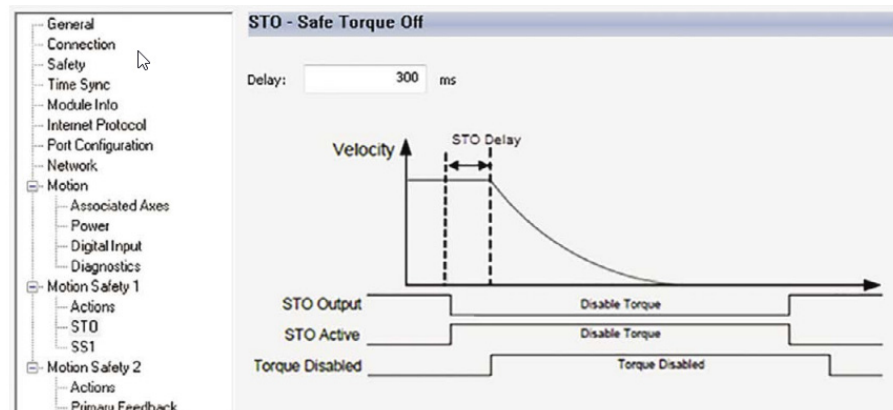 General
Connection
Safety
Time Sync
Module Info
Internet Protocol
Port Configuration
Network
Motion
Associated Axes
Power
Digital Input
Diagnostics
Motion Safety 1
Actions
STO
SS1
Motion Safety 2
Actions
Primary Feedback
STO - Safe Torque Off
Delay: 300 ms
STO Delay
Velocity
STO Output Disable Torque
STO Active Disable Torque
Torque Disabled Torque Disabled